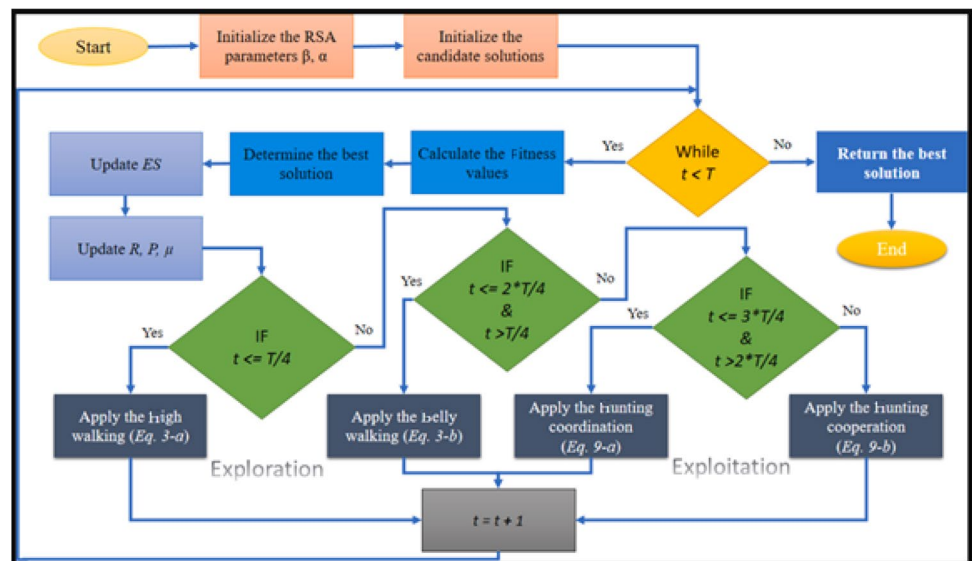 Start
Initialize the RSA
parameters β, α
Initialize the
candidate solutions
While
t < T
Yes
No
Return the best
solution
End
Calculate the Fitness
values
Determine the best
solution
Update ES
Update R, P, μ
IF
t <= T/4
Yes
No
IF
t <= 2*T/4
&
t >T/4
Yes
No
IF
t <= 3*T/4
&
t >2*T/4
Yes
No
Apply the High
walking (Eq. 3-a)
Apply the Belly
walking (Eq. 3-b)
Apply the Hunting
coordination
(Eq. 9-a)
Apply the Hunting
cooperation
(Eq. 9-b)
Exploration
Exploitation
t = t + 1